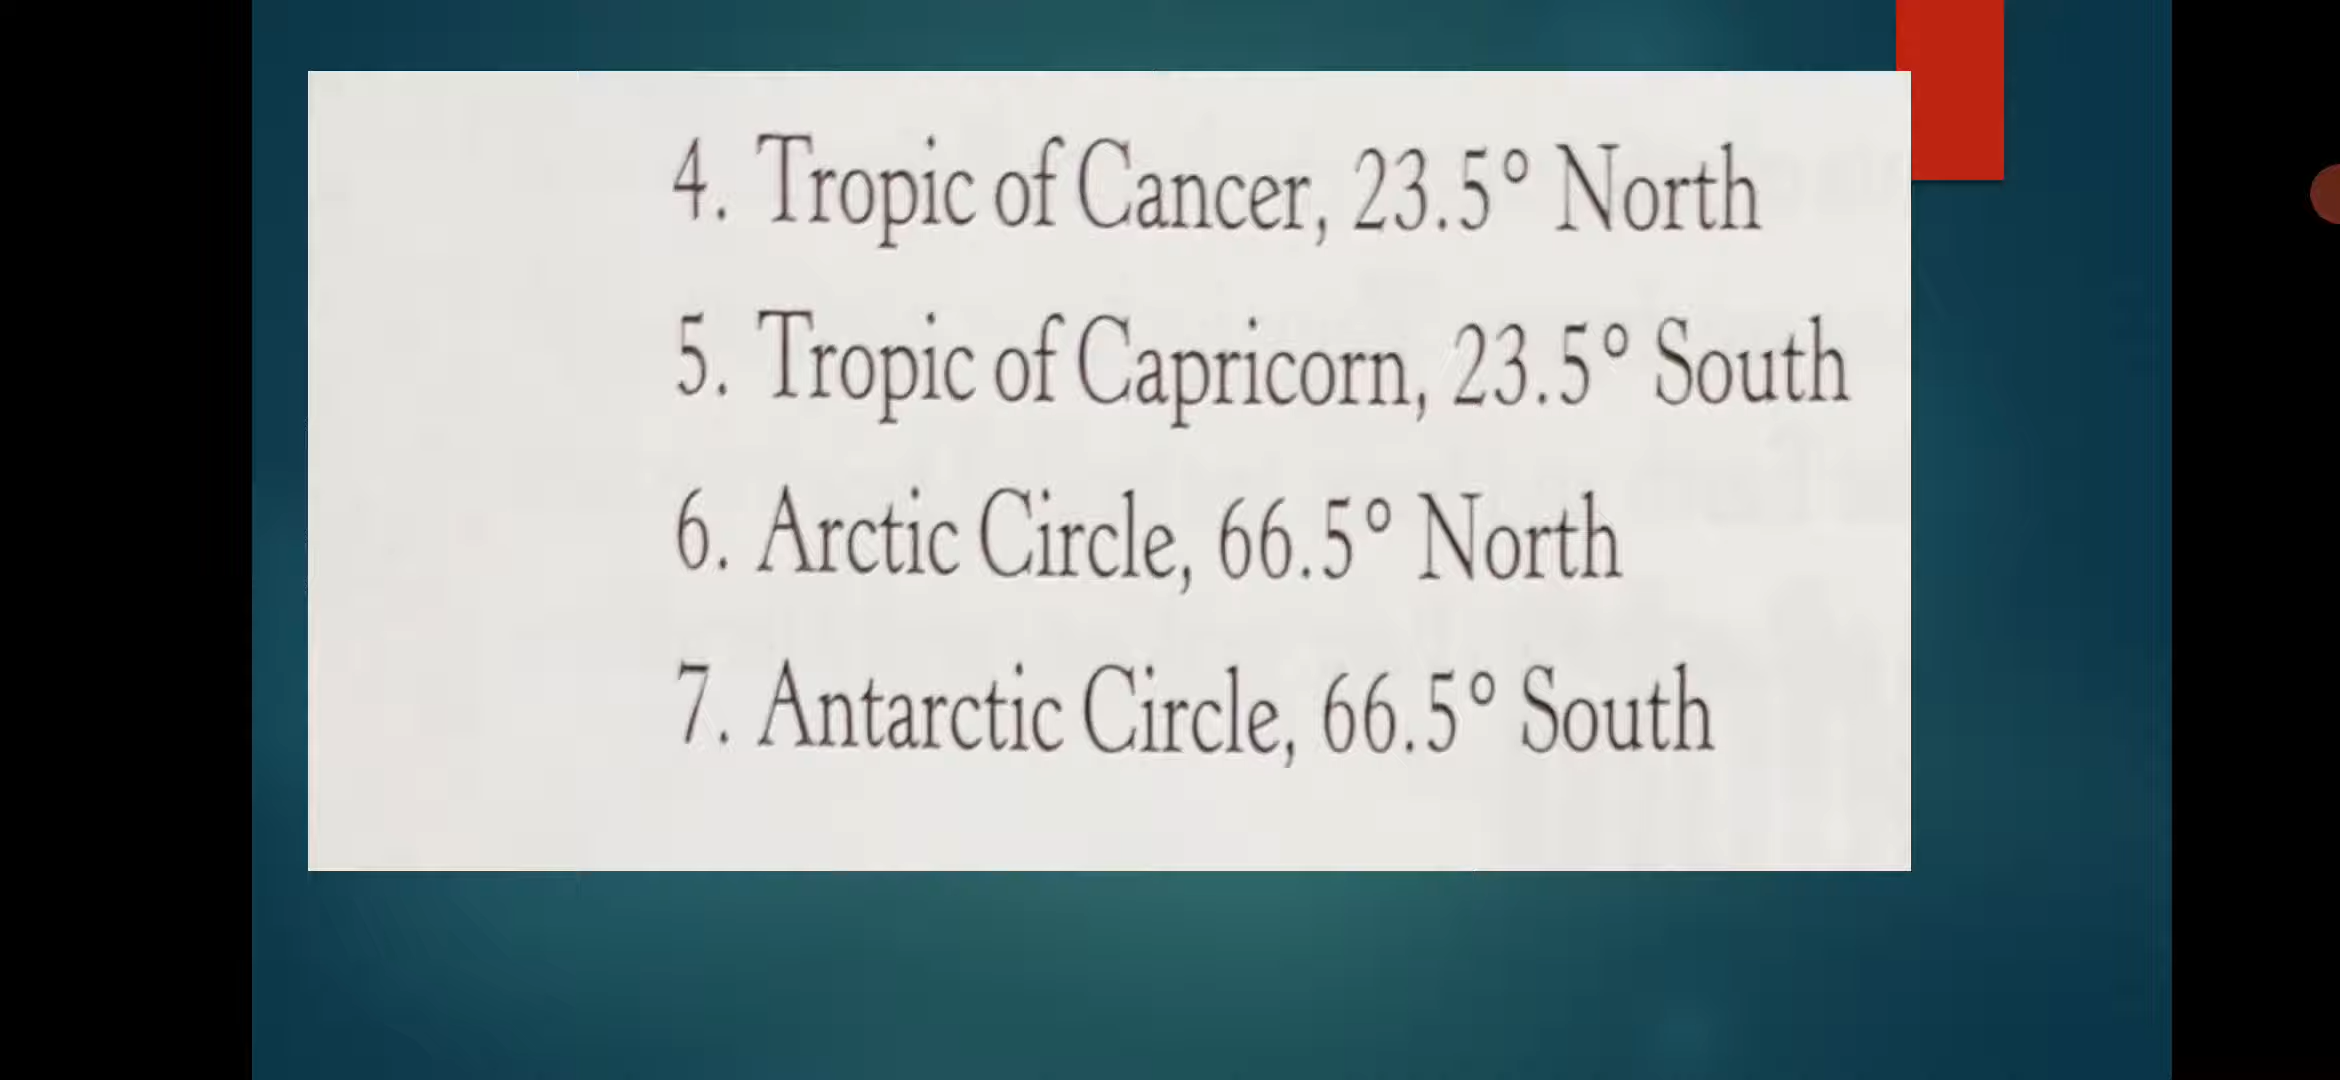 4. Tropic of Cancer, 23.5° North
5. Tropic of Capricorn, 23.5° South
6. Arctic Circle, 66.5° North
7. Antarctic Circle, 66.5° South